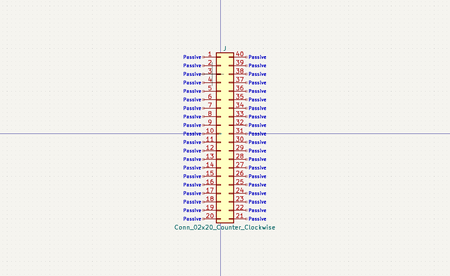 J
Passive 1 40 Passive
Passive 2 39 Passive
Passive 3 38 Passive
Passive 4 37 Passive
Passive 5 36 Passive
Passive 6 35 Passive
Passive 7 34 Passive
Passive 8 33 Passive
Passive 9 32 Passive
Passive 10 31 Passive
Passive 11 30 Passive
Passive 12 29 Passive
Passive 13 28 Passive
Passive 14 27 Passive
Passive 15 26 Passive
Passive 16 25 Passive
Passive 17 24 Passive
Passive 18 23 Passive
Passive 19 22 Passive
Passive 20 21 Passive
Conn_02x20_Counter_Clockwise